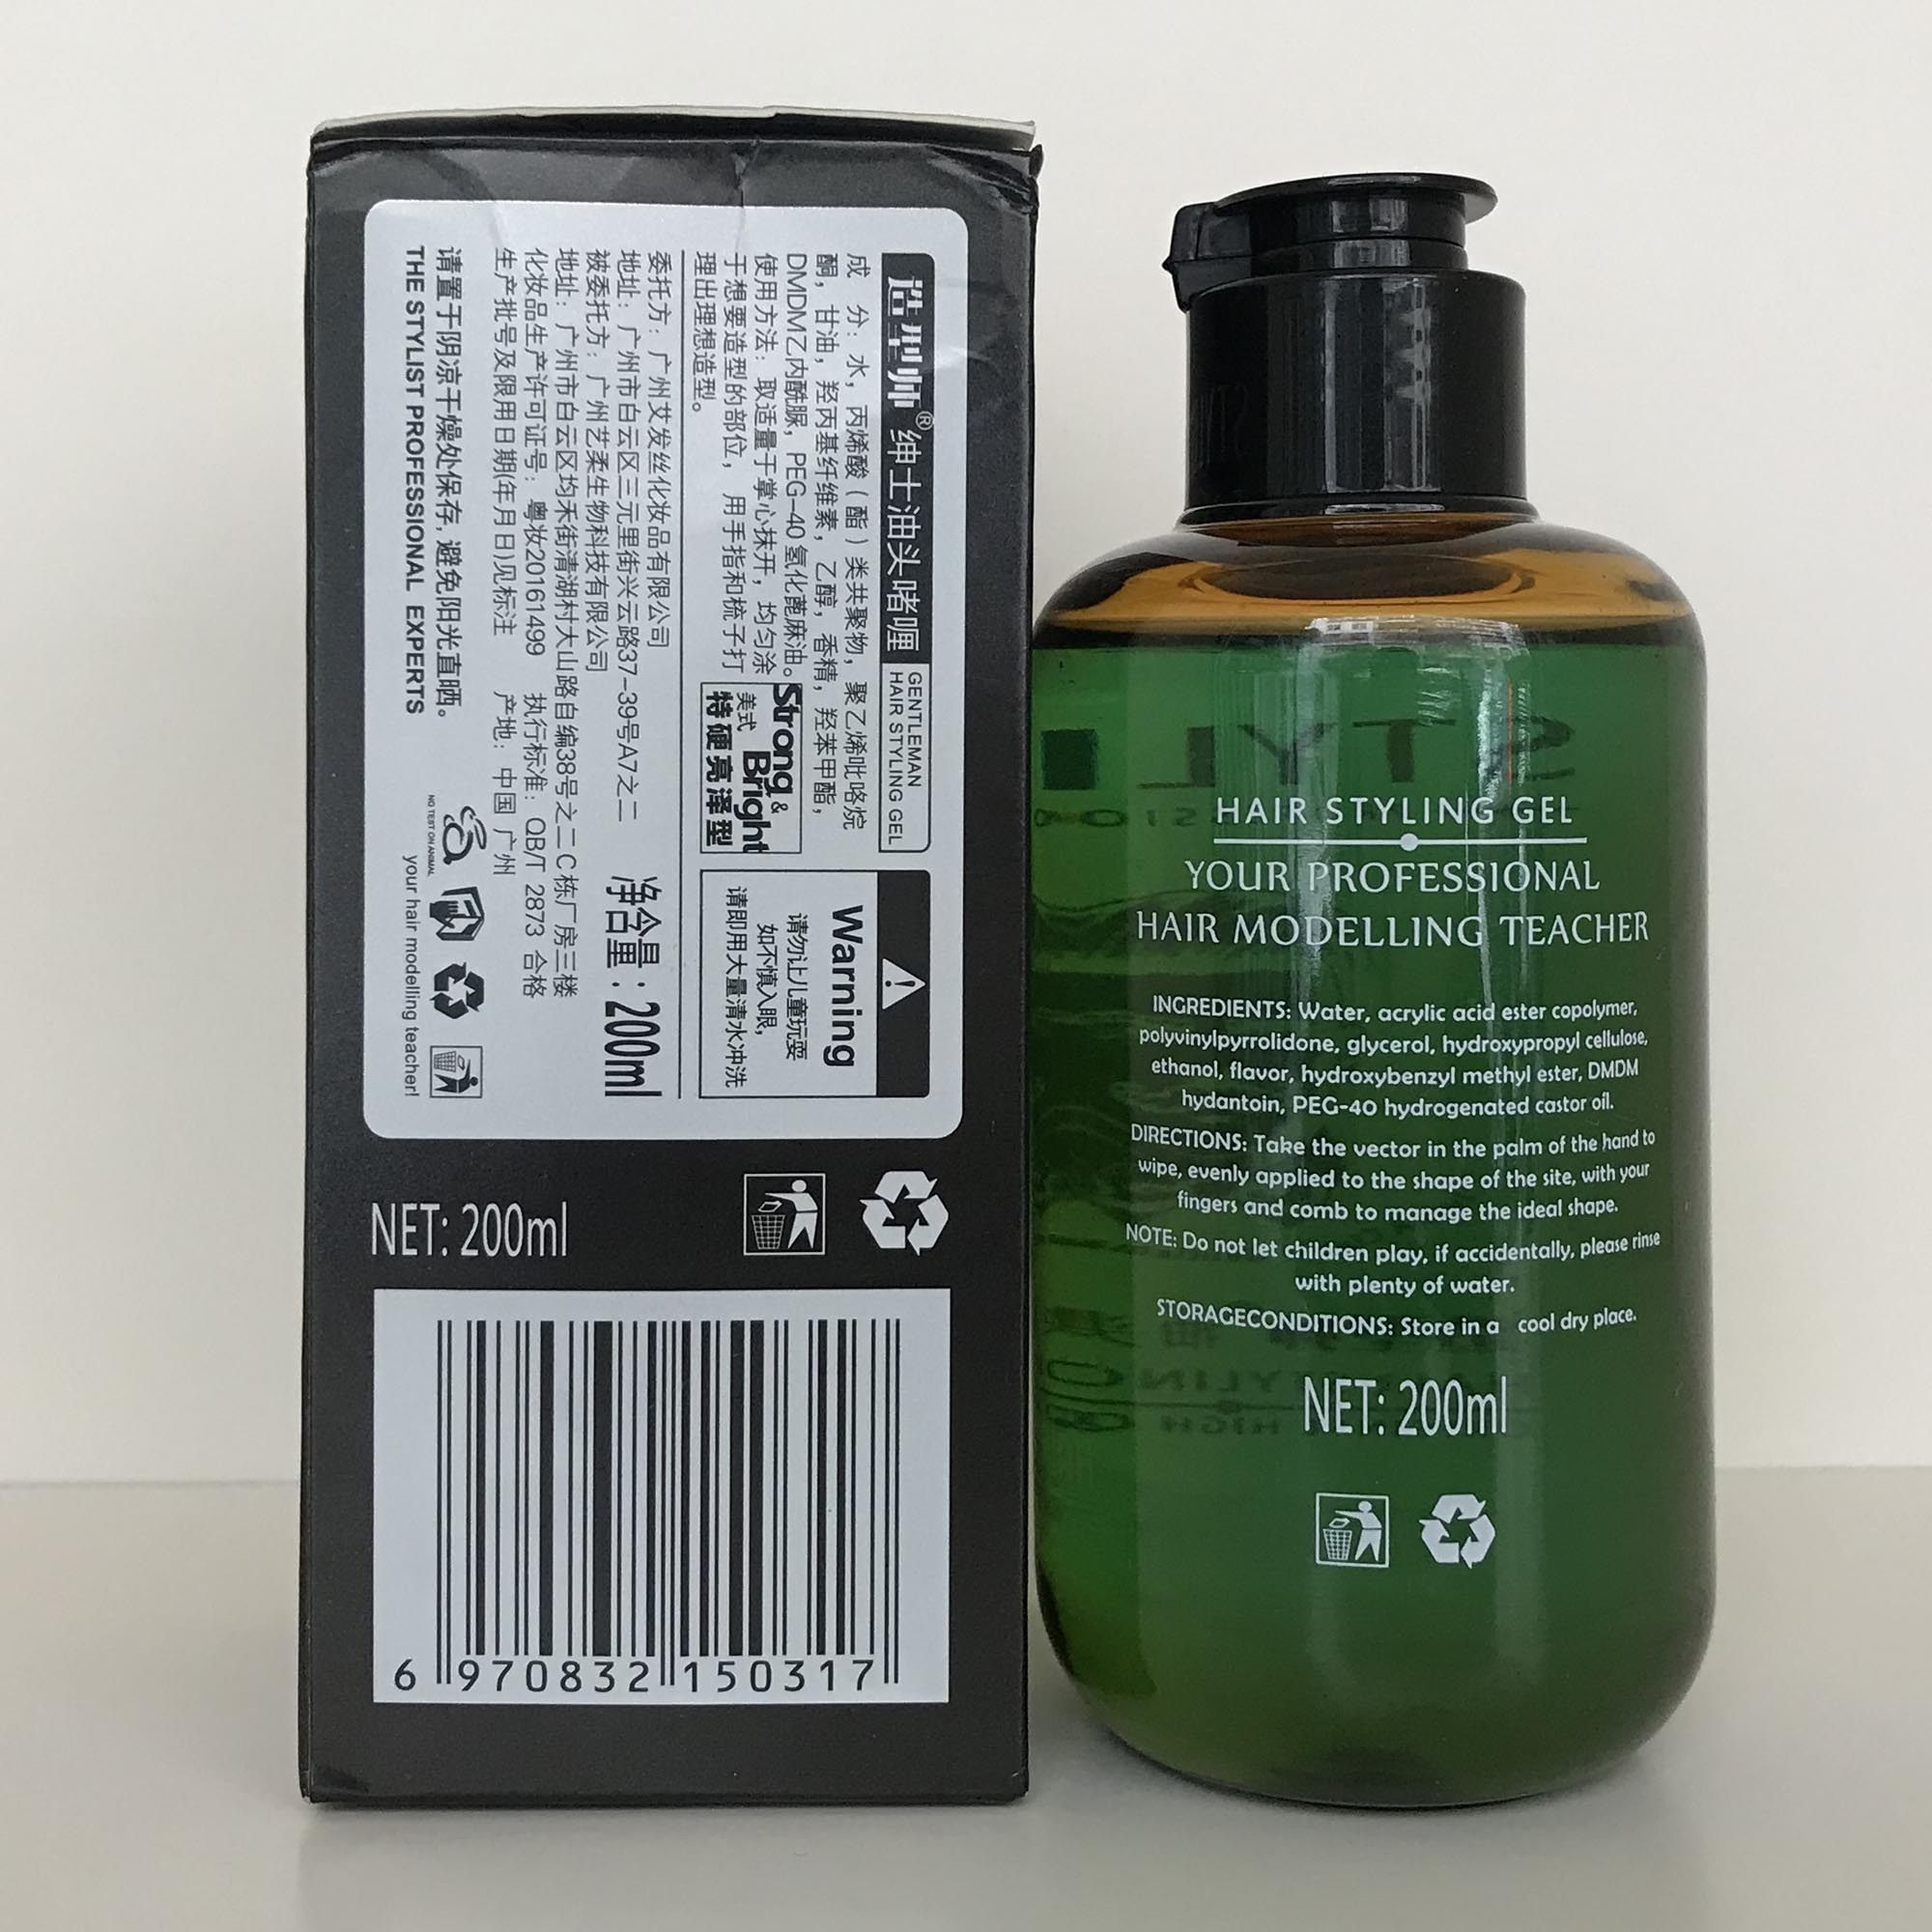 造型师® 绅士油头啫喱
GENTLEMAN
HAIR STYLING GEL
成 分: 水, 丙烯酸(酯)类共聚物, 聚乙烯吡咯烷
酮, 甘油, 羟丙基纤维素, 乙醇, 香精, 羟苯甲酯,
DMDM乙内酰脲, PEG-40 氢化蓖麻油。
使用方法: 取适量于掌心抹开, 均匀涂
于想要造型的部位, 用手指和梳子打
理出理想造型。
Strong &
Bright
美式
特硬亮泽型
Warning
请勿让儿童玩耍
如不慎入眼,
请即用大量清水冲洗
委托方: 广州艾发丝化妆品有限公司
地址: 广州市白云区三元里街兴云路37-39号A7之二
被委托方: 广州艺柔生物科技有限公司
地址: 广州市白云区均禾街清湖村大山路自编38号之二C栋厂房三楼
化妆品生产许可证号: 粤妆20161499 执行标准: QB/T 2873 合格
生产批号及限用日期(年月日)见标注 产地: 中国 广州
净含量: 200ml
请置于阴凉干燥处保存, 避免阳光直晒。
THE STYLIST PROFESSIONAL EXPERTS
NO TEST ON ANIMAL
your hair modelling teacher!
NET: 200ml
6 970832 150317
HAIR STYLING GEL
YOUR PROFESSIONAL
HAIR MODELLING TEACHER
INGREDIENTS: Water, acrylic acid ester copolymer,
polyvinylpyrrolidone, glycerol, hydroxypropyl cellulose,
ethanol, flavor, hydroxybenzyl methyl ester, DMDM
hydantoin, PEG-40 hydrogenated castor oil.
DIRECTIONS: Take the vector in the palm of the hand to
wipe, evenly applied to the shape of the site, with your
fingers and comb to manage the ideal shape.
NOTE: Do not let children play, if accidentally, please rinse
with plenty of water.
STORAGECONDITIONS: Store in a cool dry place.
NET: 200ml